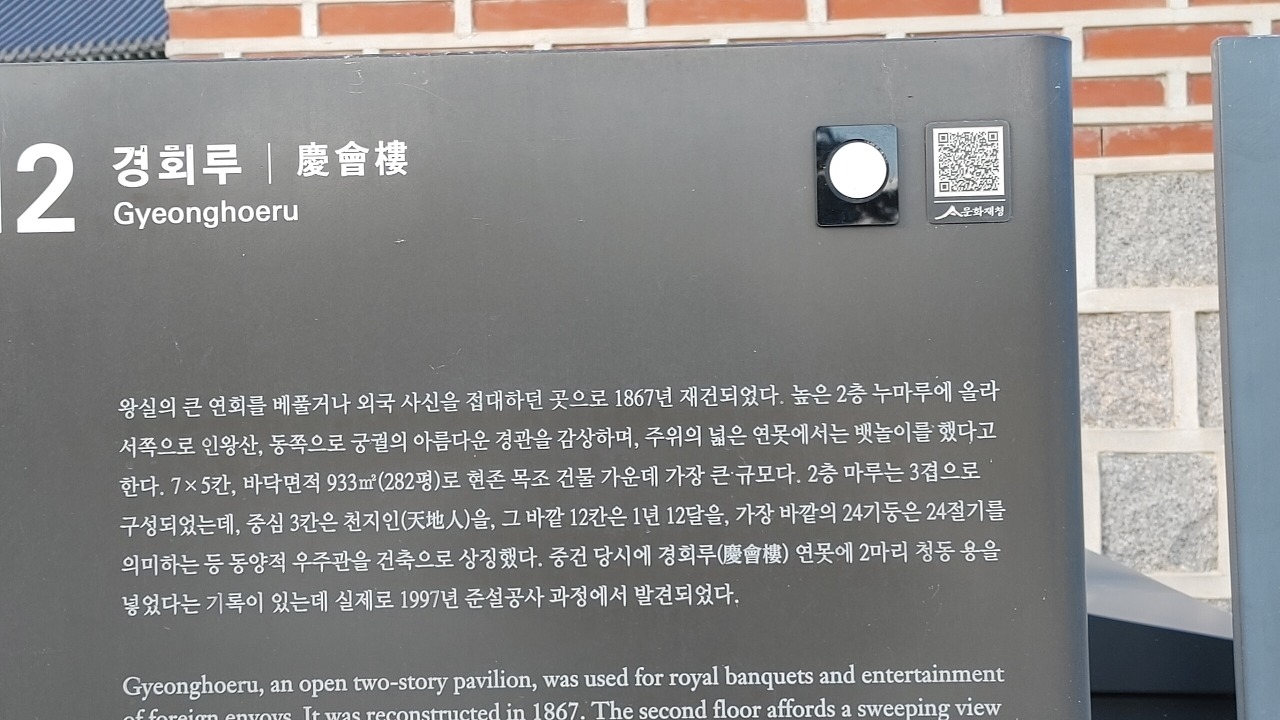 12
경회루 | 慶會樓
Gyeonghoeru
문화재청
왕실의 큰 연회를 베풀거나 외국 사신을 접대하던 곳으로 1867년 재건되었다. 높은 2층 누마루에 올라
서쪽으로 인왕산, 동쪽으로 궁궐의 아름다운 경관을 감상하며, 주위의 넓은 연못에서는 뱃놀이를 했다고
한다. 7×5칸, 바닥면적 933㎡(282평)로 현존 목조 건물 가운데 가장 큰 규모다. 2층 마루는 3겹으로
구성되었는데, 중심 3칸은 천지인(天地人)을, 그 바깥 12칸은 1년 12달을, 가장 바깥의 24기둥은 24절기를
의미하는 등 동양적 우주관을 건축으로 상징했다. 중건 당시에 경회루(慶會樓) 연못에 2마리 청동 용을
넣었다는 기록이 있는데 실제로 1997년 준설공사 과정에서 발견되었다.
Gyeonghoeru, an open two-story pavilion, was used for royal banquets and entertainment
of foreign envoys. It was reconstructed in 1867. The second floor affords a sweeping view